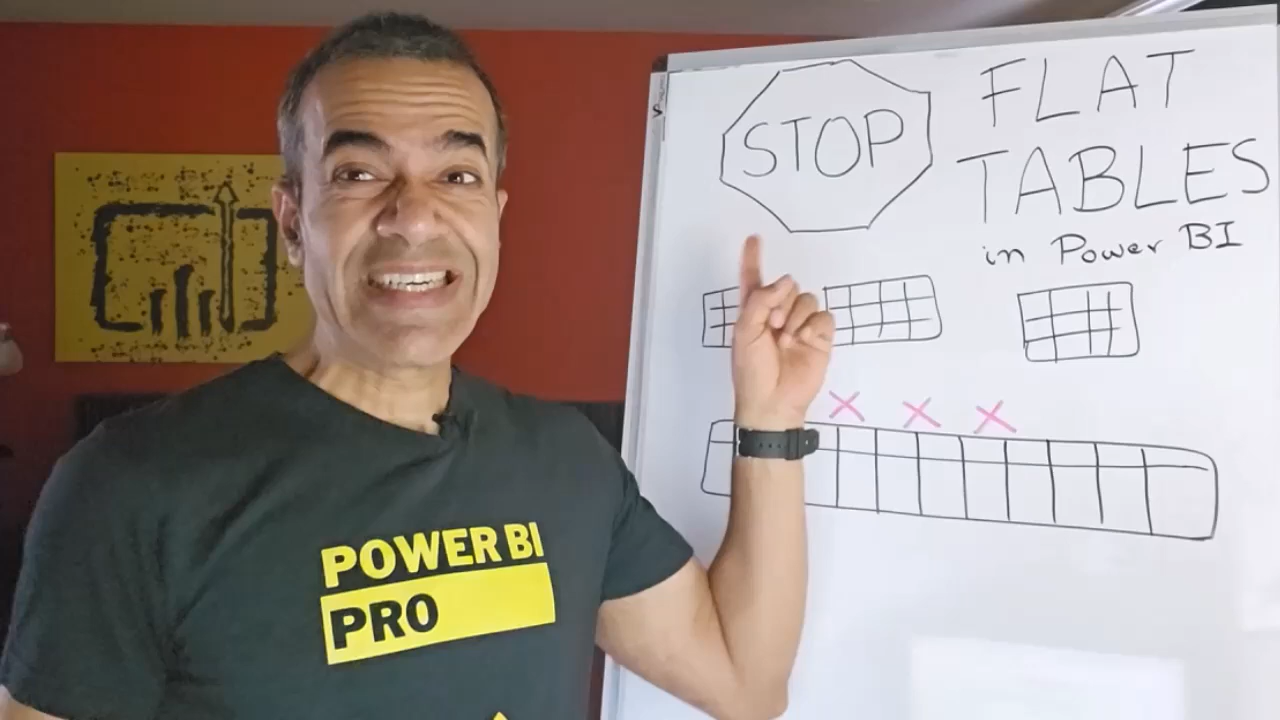 STOP
FLAT
TABLES
in Power BI
X X X
POWER BI
PRO